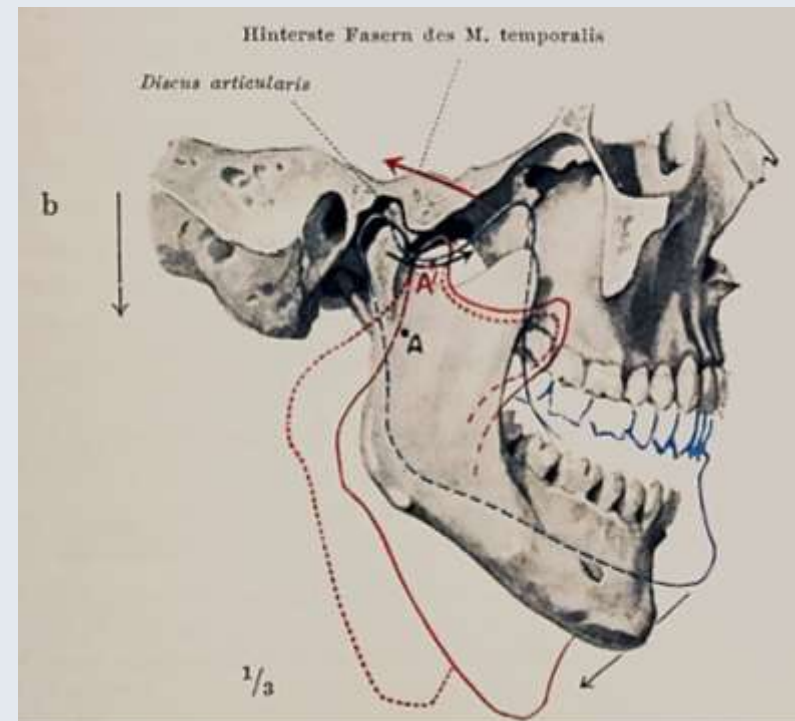 Hinterste Fasern des M. temporalis
Discus articularis
b
A'
A
1/3